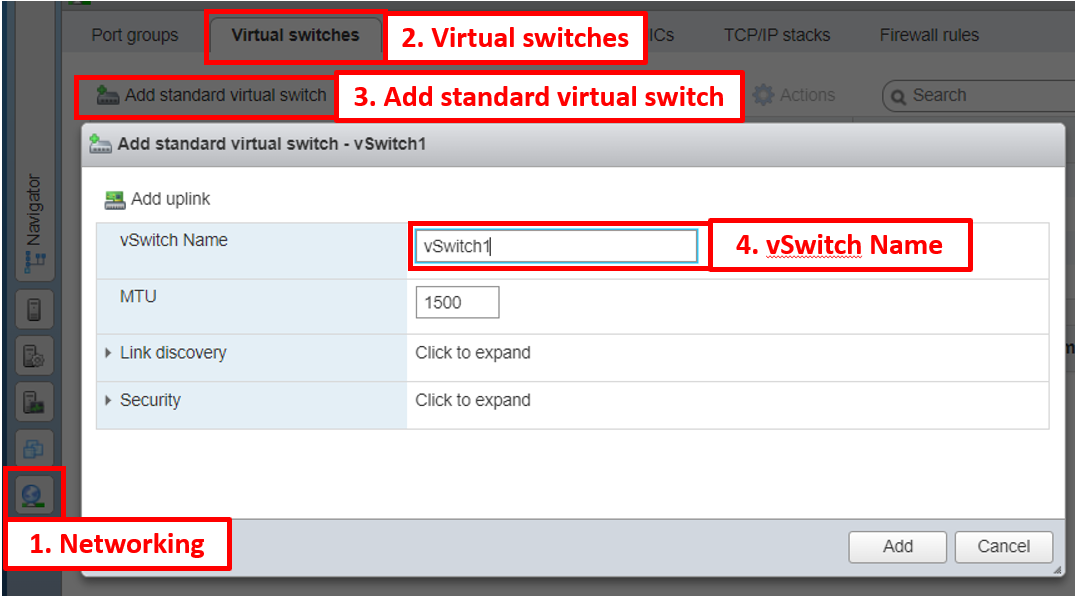 Port groups
Virtual switches
2. Virtual switches
ICs
TCP/IP stacks
Firewall rules
Add standard virtual switch
3. Add standard virtual switch
Actions
Search
Navigator
Add standard virtual switch - vSwitch1
Add uplink
vSwitch Name
vSwitch1
4. vSwitch Name
MTU
1500
Link discovery
Click to expand
Security
Click to expand
1. Networking
Add
Cancel